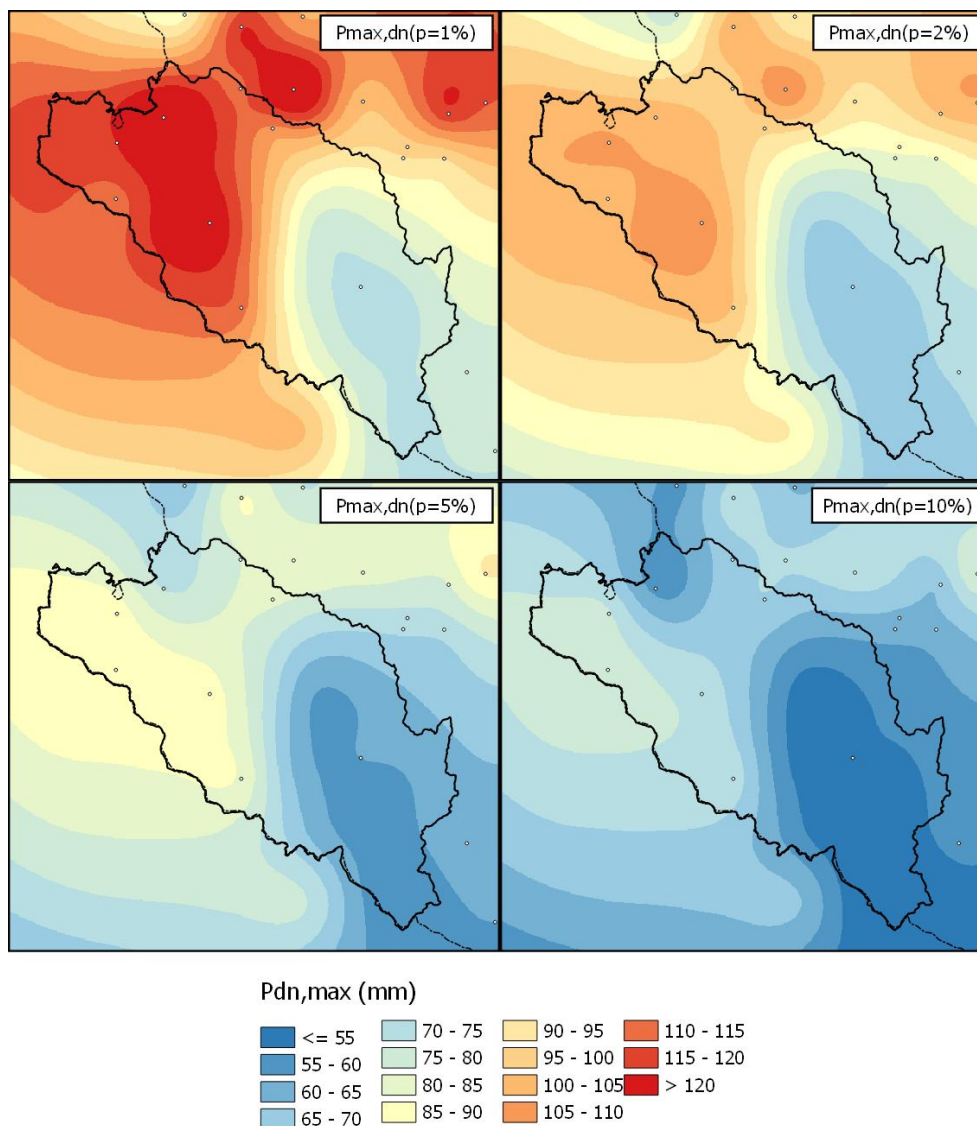 Pmax,dn(p=1%)
Pmax,dn(p=2%)
Pmax,dn(p=5%)
Pmax,dn(p=10%)
Pdn,max (mm)
<= 55
55 - 60
60 - 65
65 - 70
70 - 75
75 - 80
80 - 85
85 - 90
90 - 95
95 - 100
100 - 105
105 - 110
110 - 115
115 - 120
> 120